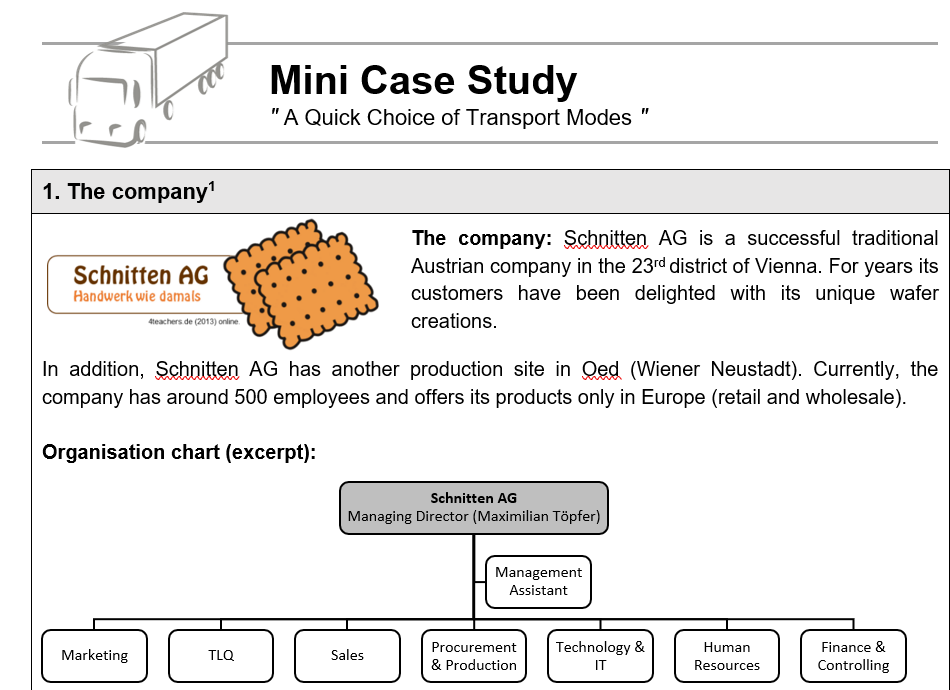 Mini Case Study
" A Quick Choice of Transport Modes "
1. The company¹
Schnitten AG
Handwerk wie damals
4teachers.de (2013) online.
The company: Schnitten AG is a successful traditional
Austrian company in the 23rd district of Vienna. For years its
customers have been delighted with its unique wafer
creations.
In addition, Schnitten AG has another production site in Oed (Wiener Neustadt). Currently, the
company has around 500 employees and offers its products only in Europe (retail and wholesale).
Organisation chart (excerpt):
Schnitten AG
Managing Director (Maximilian Töpfer)
Management
Assistant
Marketing
TLQ
Sales
Procurement
& Production
Technology &
IT
Human
Resources
Finance &
Controlling